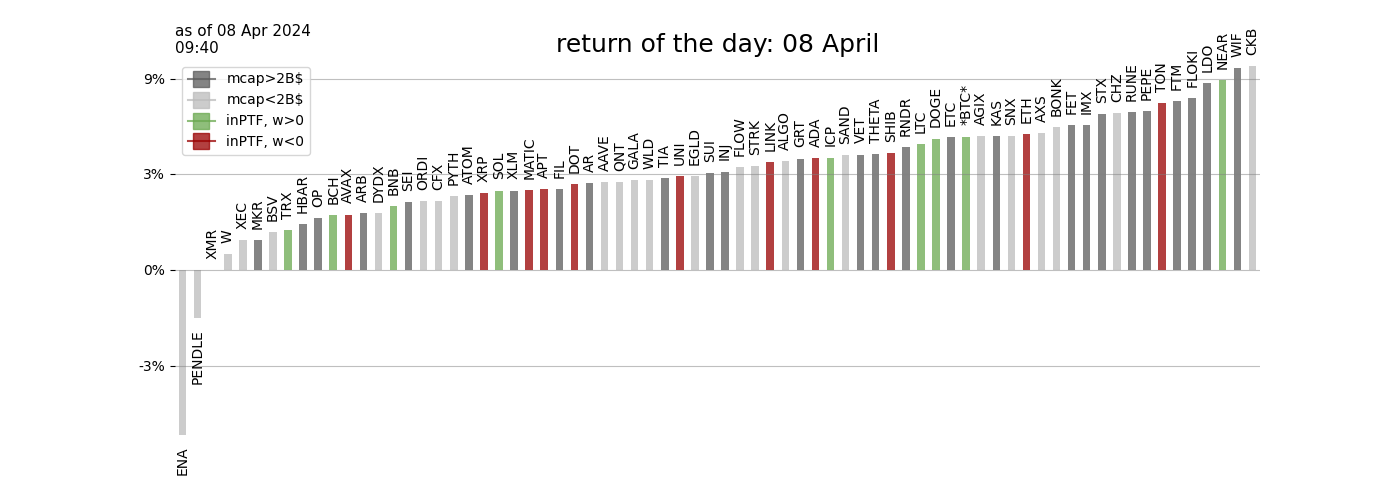 as of 08 Apr 2024
09:40
return of the day: 08 April
mcap>2B$
mcap<2B$
inPTF, w>0
inPTF, w<0
9%
3%
0%
-3%
ENA
PENDLE
XMR
W
XEC
MKR
BSV
TRX
HBAR
OP
BCH
AVAX
ARB
DYDX
BNB
SEI
ORDI
CFX
PYTH
ATOM
XRP
SOL
XLM
MATIC
APT
FIL
DOT
AR
AAVE
QNT
GALA
WLD
TIA
UNI
EGLD
SUI
INJ
FLOW
STRK
LINK
ALGO
GRT
ADA
ICP
SAND
VET
THETA
SHIB
RNDR
LTC
DOGE
ETC
*BTC*
AGIX
KAS
SNX
ETH
AXS
BONK
FET
IMX
STX
CHZ
RUNE
PEPE
TON
FTM
FLOKI
LDO
NEAR
WIF
CKB